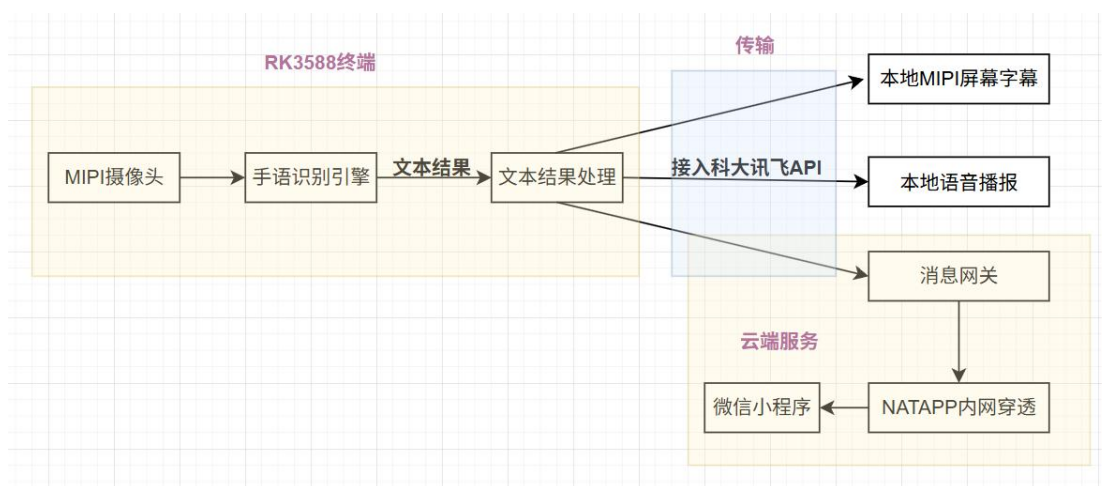 传输
RK3588终端
本地MIPI屏幕字幕
MIPI摄像头
手语识别引擎
文本结果
文本结果处理
接入科大讯飞API
本地语音播报
消息网关
云端服务
微信小程序
NATAPP内网穿透